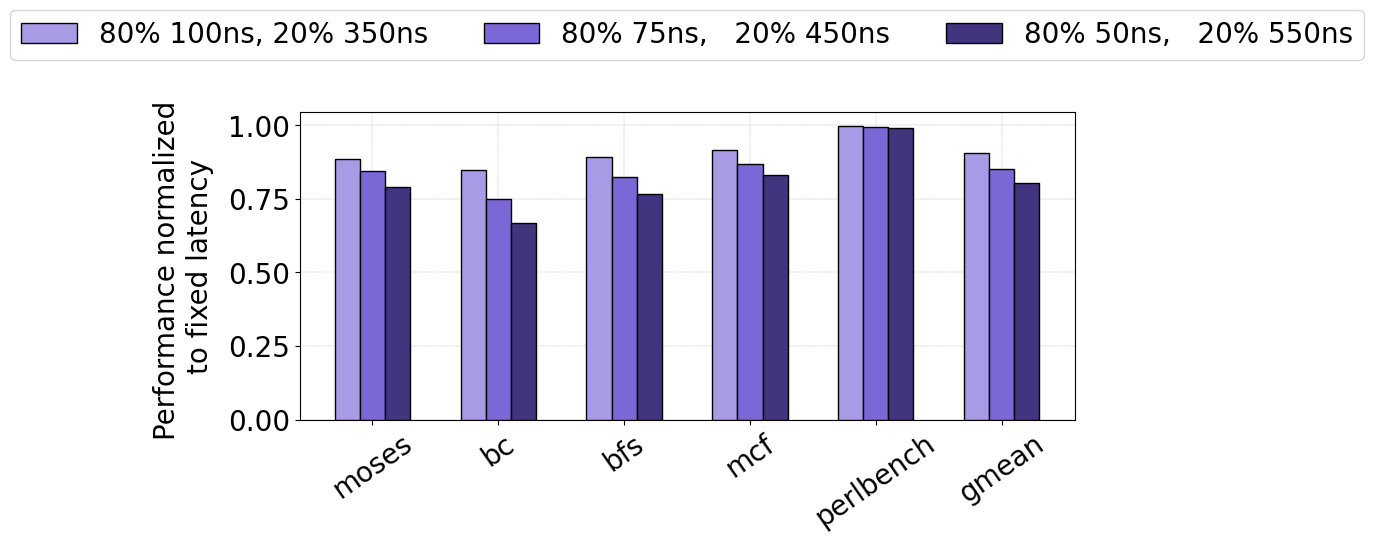 80% 100ns, 20% 350ns
80% 75ns,   20% 450ns
80% 50ns,   20% 550ns
Performance normalized
to fixed latency
1.00
0.75
0.50
0.25
0.00
moses
bc
bfs
mcf
perlbench
gmean